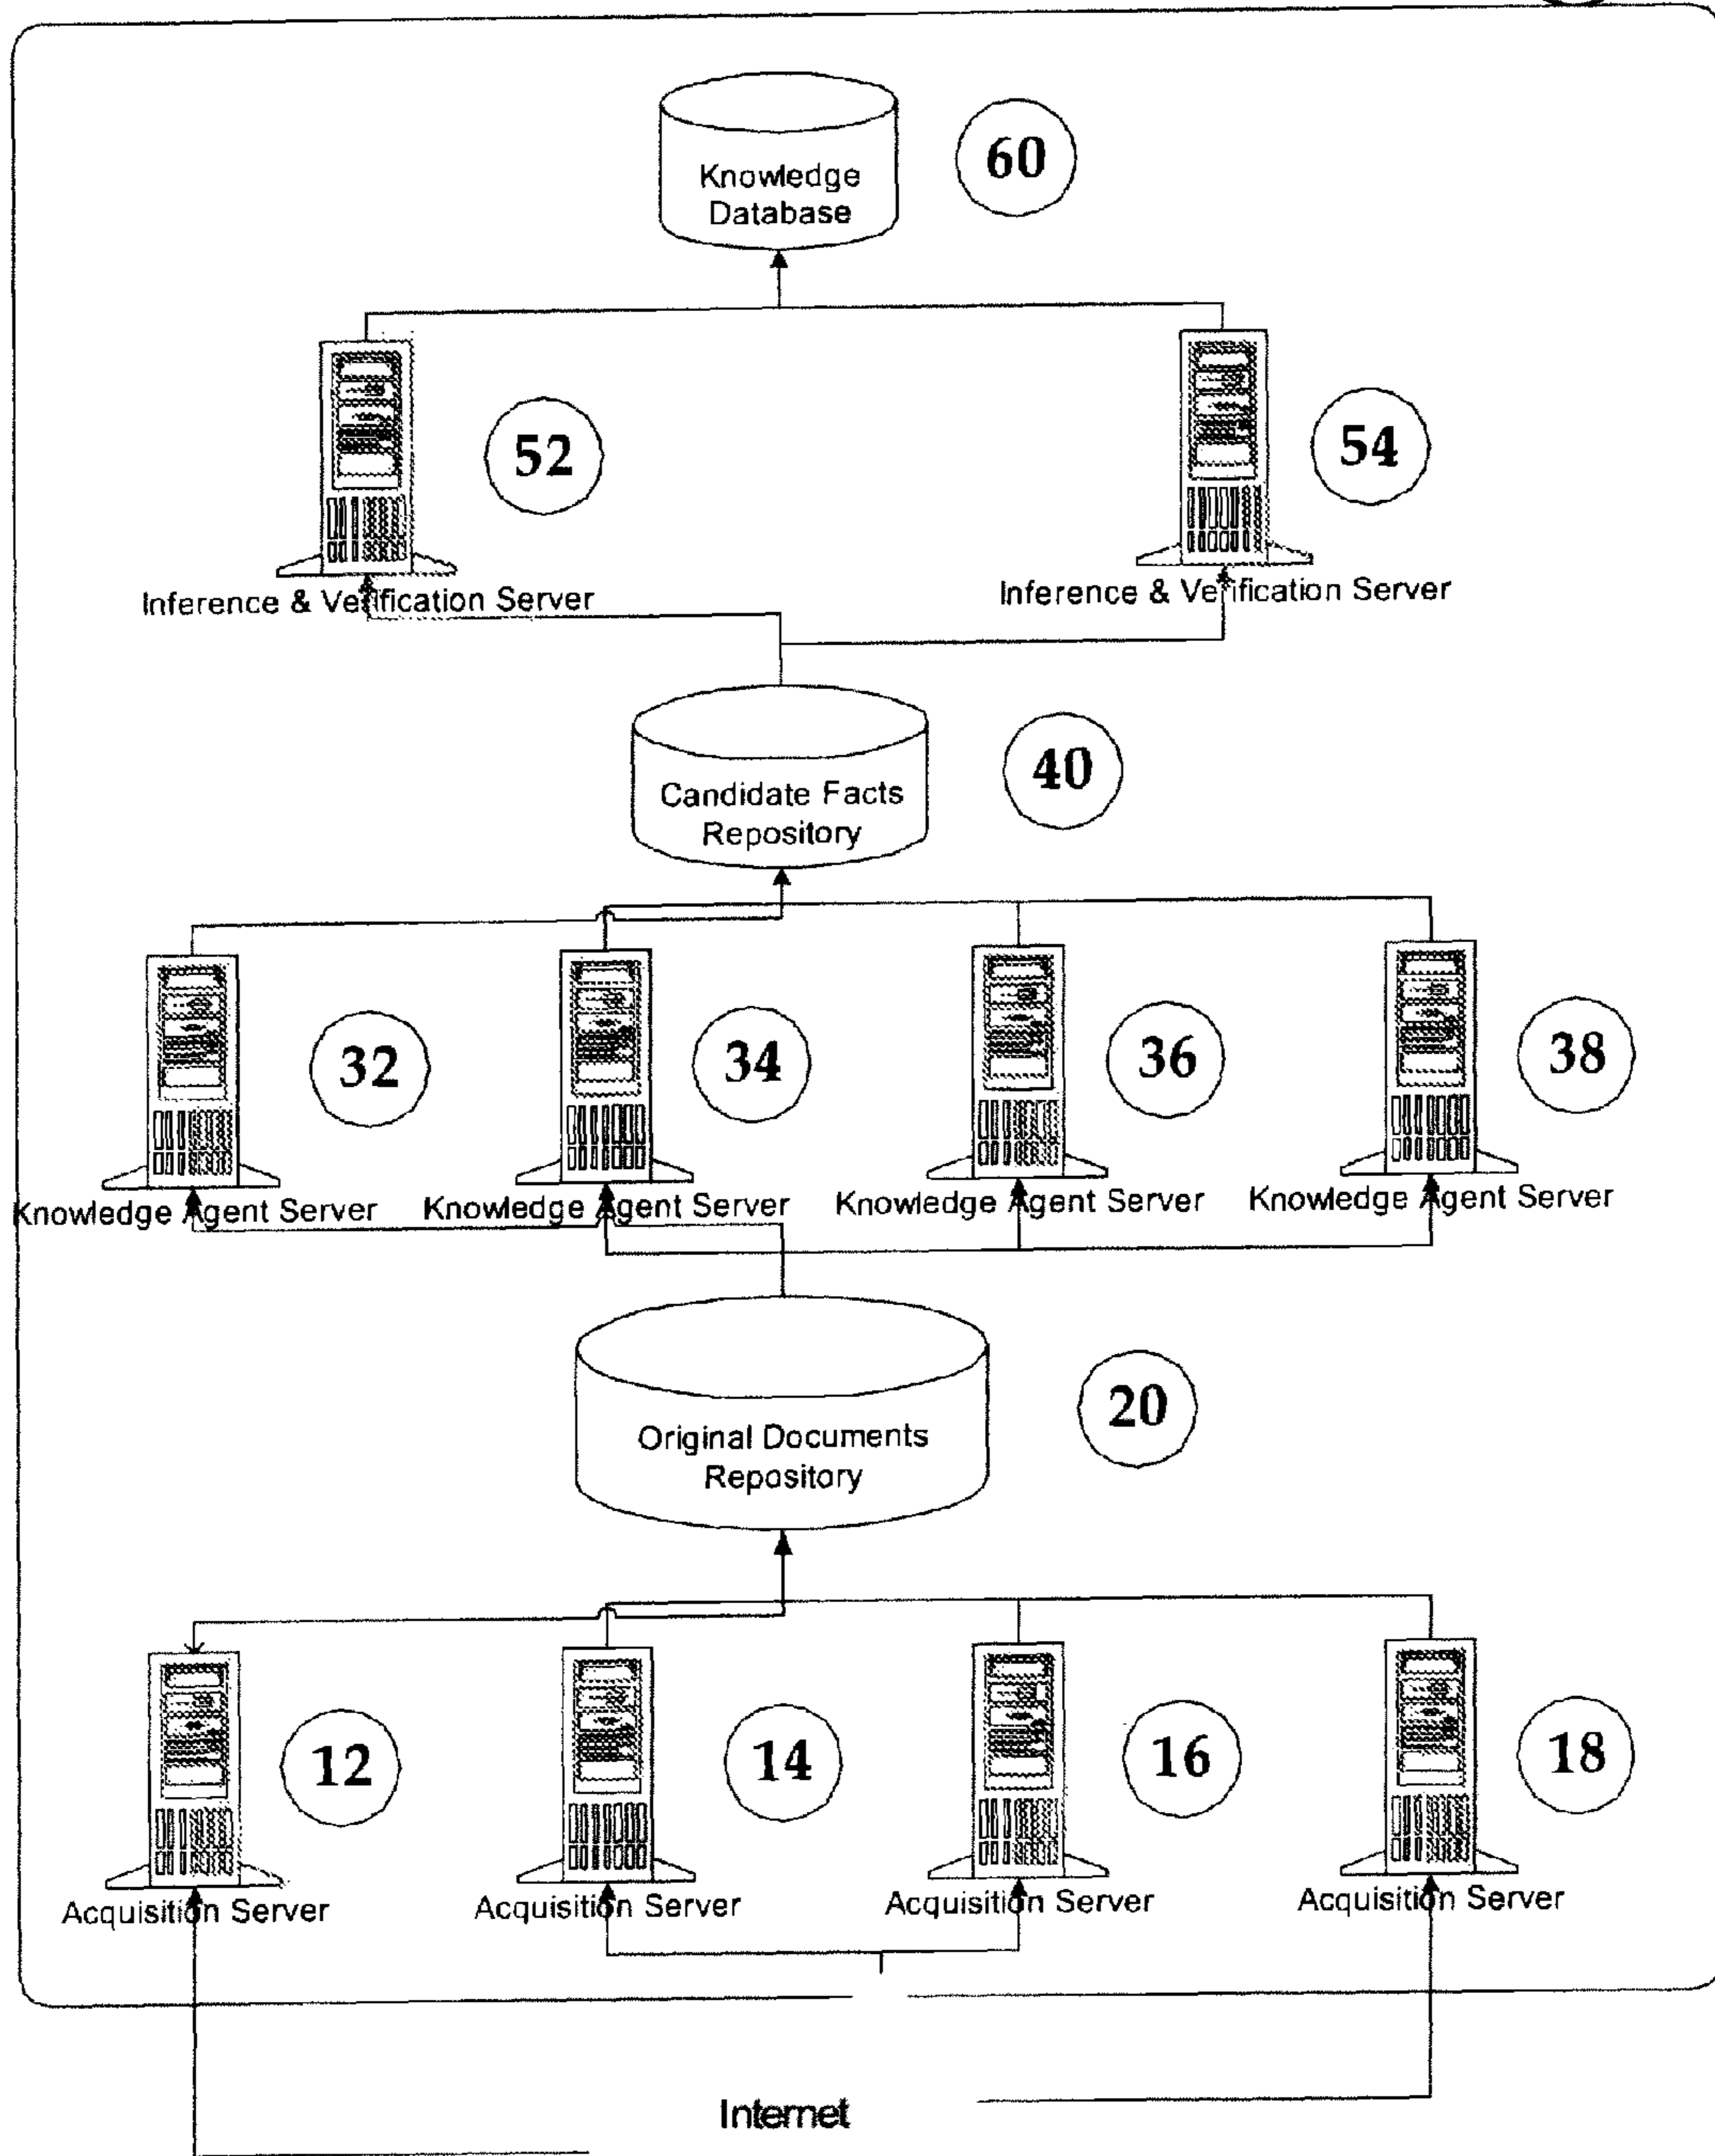 Knowledge
Database
60
52
54
Inference & Verification Server
Inference & Verification Server
Candidate Facts
Repository
40
32
34
36
38
Knowledge Agent Server
Knowledge Agent Server
Knowledge Agent Server
Knowledge Agent Server
Original Documents
Repository
20
12
14
16
18
Acquisition Server
Acquisition Server
Acquisition Server
Acquisition Server
Internet